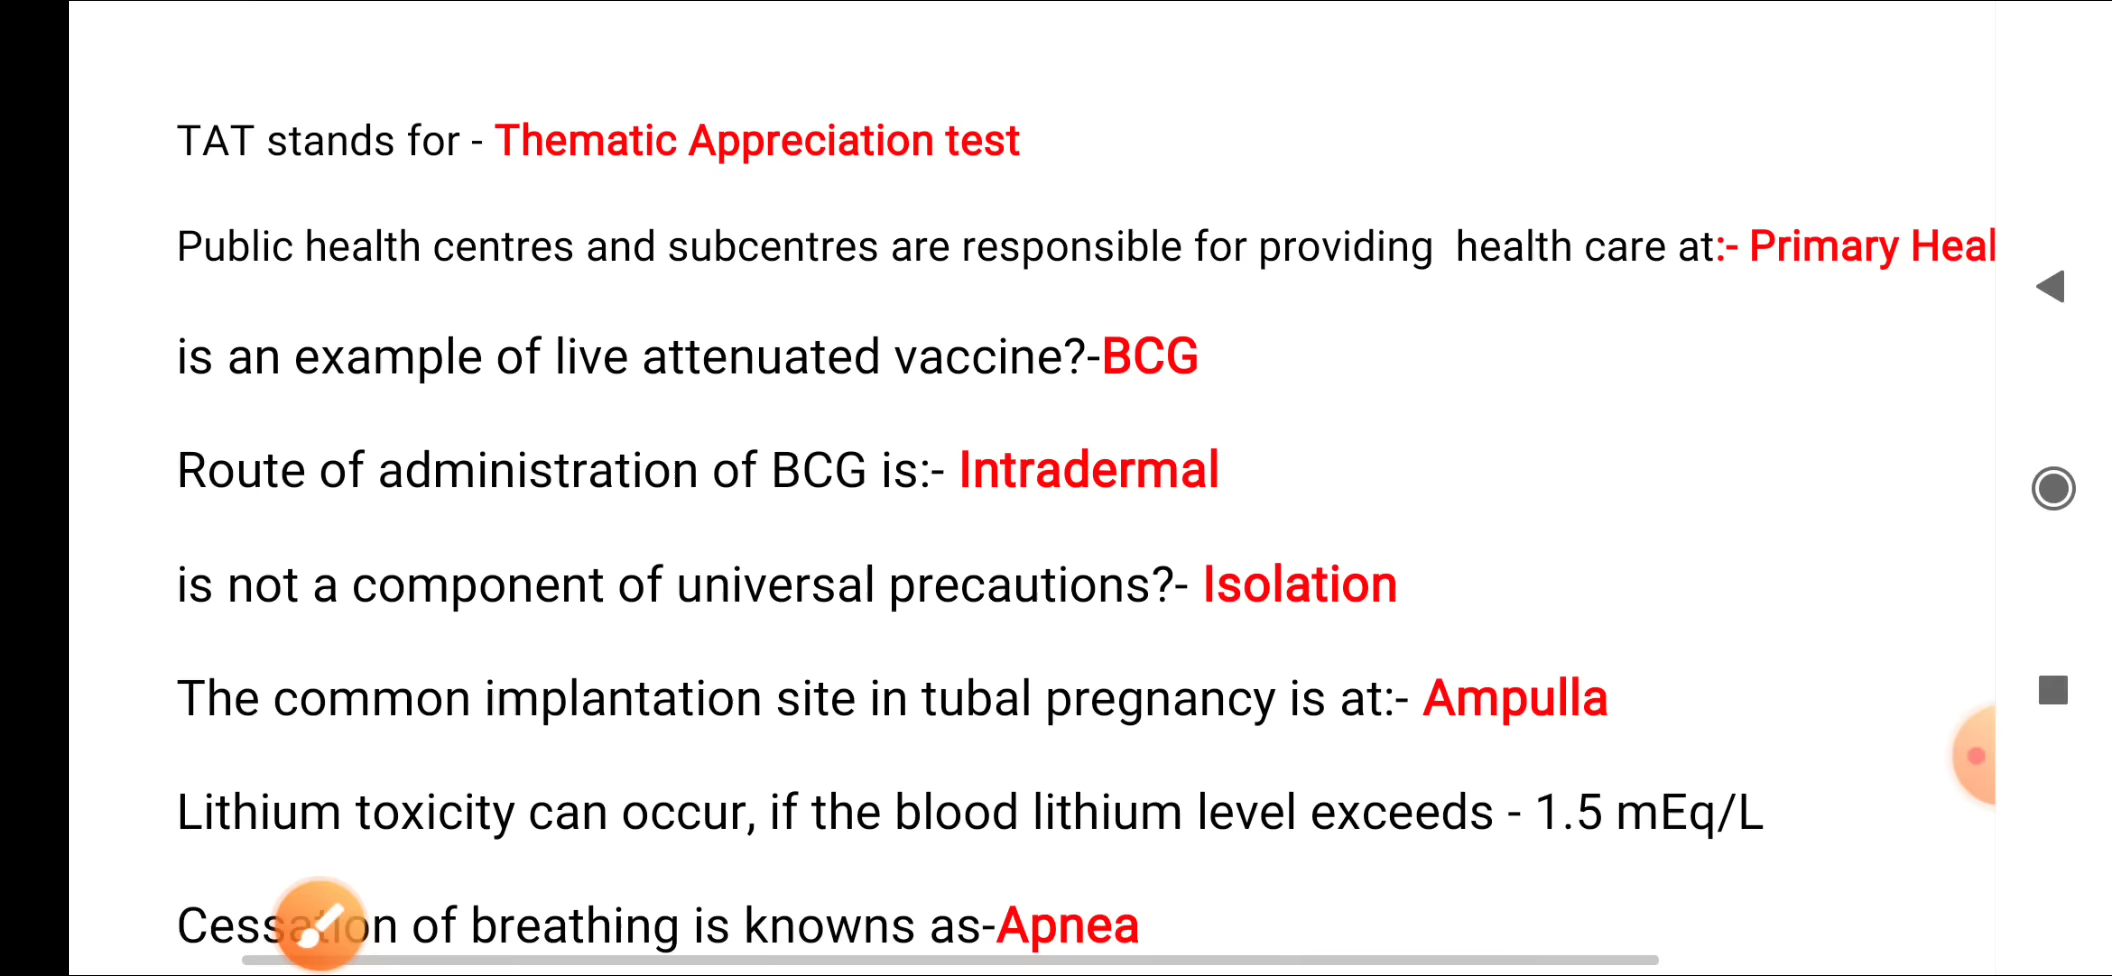 TAT stands for - Thematic Appreciation test
Public health centres and subcentres are responsible for providing health care at:- Primary Heal
is an example of live attenuated vaccine?-BCG
Route of administration of BCG is:- Intradermal
is not a component of universal precautions?- Isolation
The common implantation site in tubal pregnancy is at:- Ampulla
Lithium toxicity can occur, if the blood lithium level exceeds - 1.5 mEq/L
Cessation of breathing is knowns as-Apnea